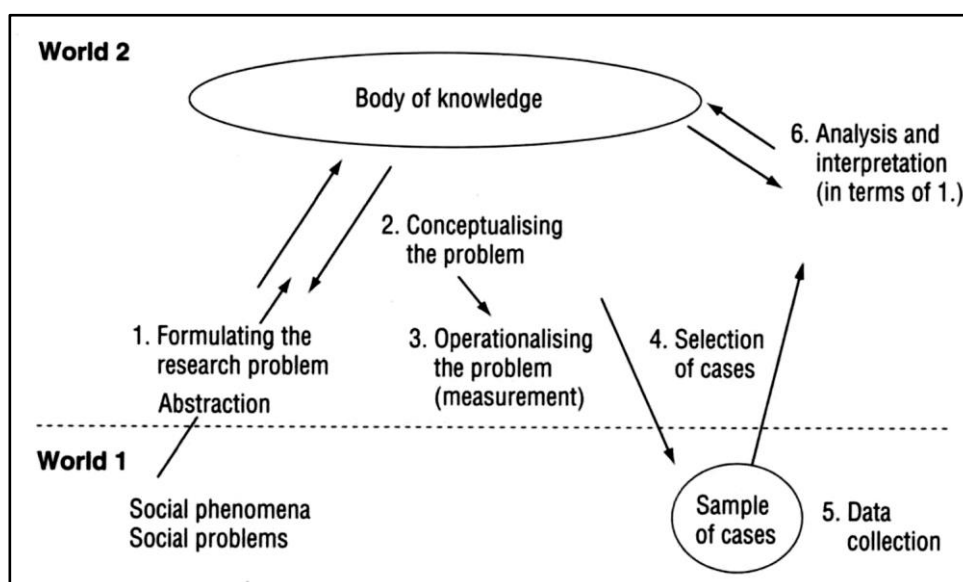 World 2
Body of knowledge
6. Analysis and
interpretation
(in terms of 1.)
2. Conceptualising
the problem
1. Formulating the
research problem
3. Operationalising
the problem
(measurement)
4. Selection
of cases
Abstraction
World 1
Social phenomena
Social problems
Sample
of cases
5. Data
collection